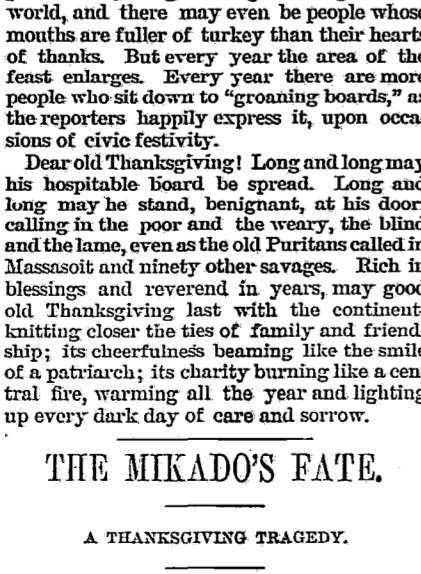 world, and there may even be people whose
mouths are fuller of turkey than their hearts
of thanks. But every year the area of the
feast enlarges. Every year there are more
people who sit down to "groaning boards," as
the reporters happily express it, upon occa
sions of civic festivity.
Dear old Thanksgiving! Long and long may
his hospitable board be spread. Long and
long may he stand, benignant, at his door
calling in the poor and the weary, the blind
and the lame, even as the old Puritans called in
Massasoit and ninety other savages. Rich in
blessings and reverend in years, may good
old Thanksgiving last with the continent
knitting closer the ties of family and friend
ship; its cheerfulness beaming like the smile
of a patriarch; its charity burning like a cen
tral fire, warming all the year and lighting
up every dark day of care and sorrow.
THE MIKADO'S FATE.
A THANKSGIVING TRAGEDY.